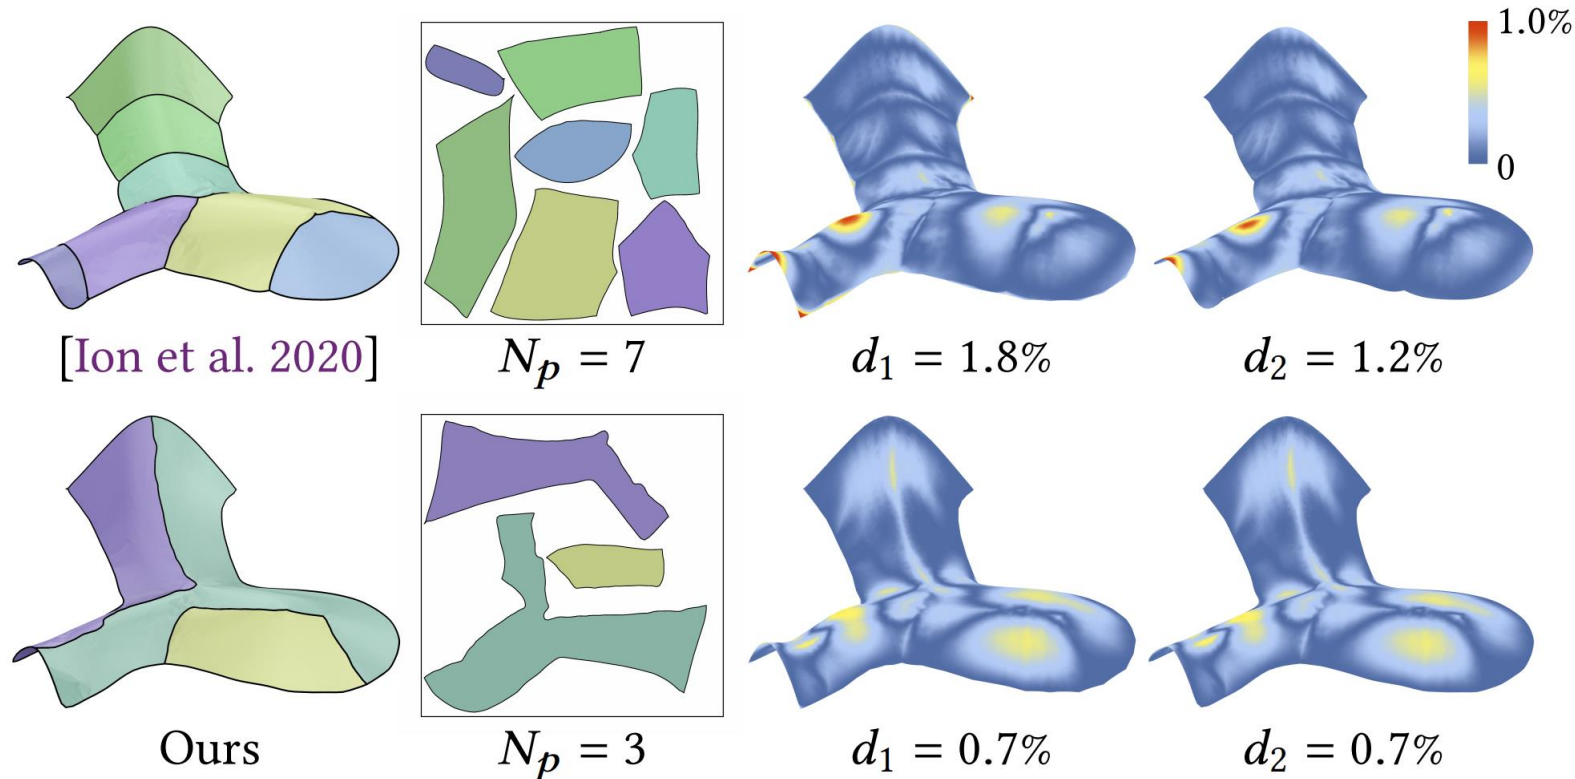 1.0%
0
[Ion et al. 2020]
N_p = 7
d_1 = 1.8%
d_2 = 1.2%
Ours
N_p = 3
d_1 = 0.7%
d_2 = 0.7%